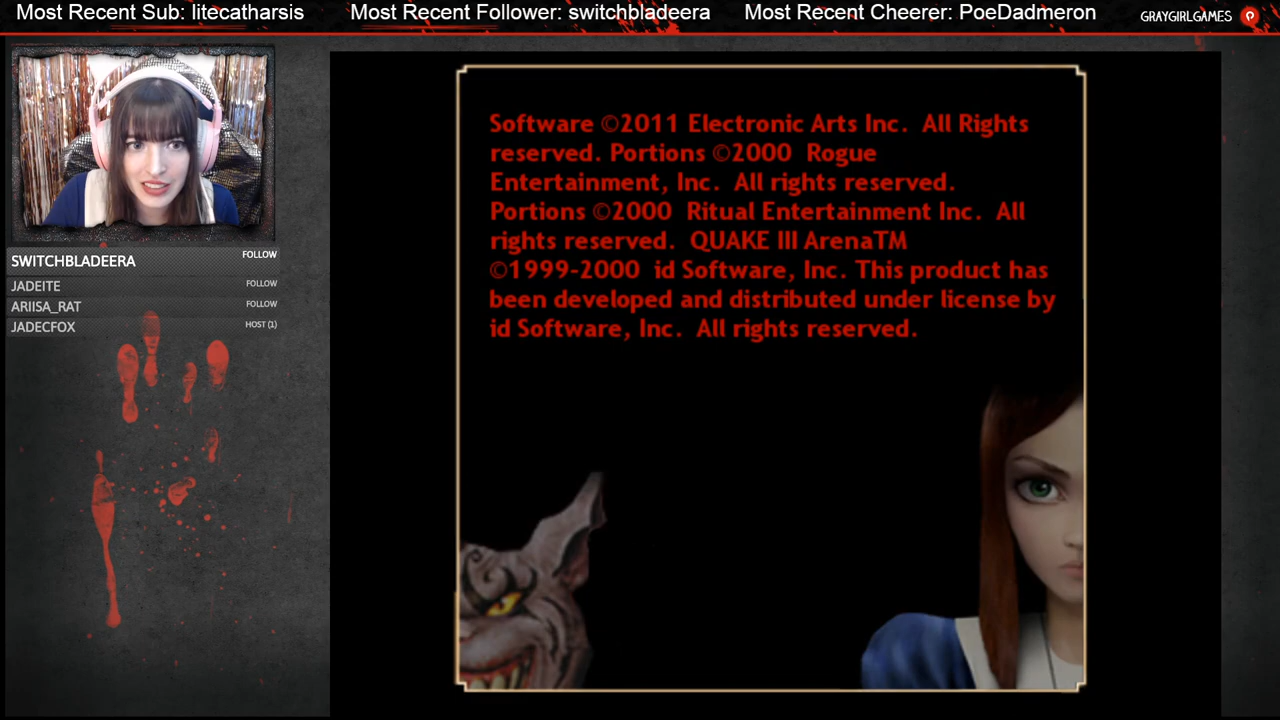 Most Recent Sub: litecatharsis Most Recent Follower: switchbladeera Most Recent Cheerer: PoeDadmeron GRAYGIRLGAMES
SWITCHBLADEERA FOLLOW
JADEITE FOLLOW
ARIISA_RAT FOLLOW
JADECFOX HOST (1)
Software ©2011 Electronic Arts Inc. All Rights
reserved. Portions ©2000 Rogue
Entertainment, Inc. All rights reserved.
Portions ©2000 Ritual Entertainment Inc. All
rights reserved. QUAKE III ArenaTM
©1999-2000 id Software, Inc. This product has
been developed and distributed under license by
id Software, Inc. All rights reserved.